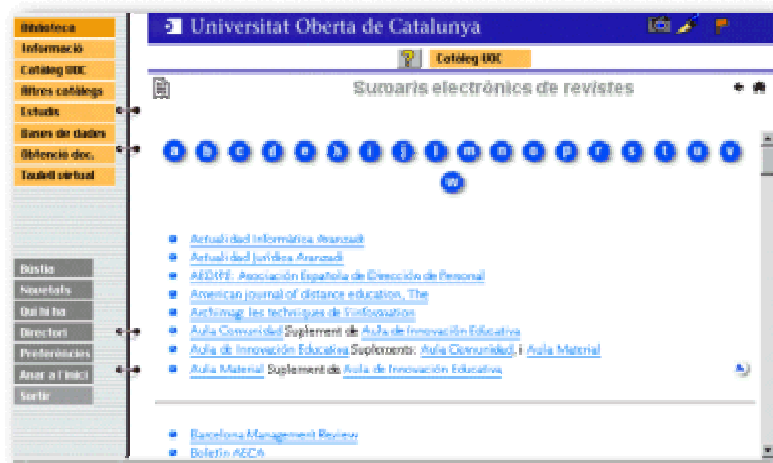 Biblioteca
Informació
Catàleg UOC
Altres catàlegs
Estudis
Bases de dades
Obtenció doc.
Taulell virtual
Bústia
Novetats
Qui hi ha
Directori
Preferències
Anar a l'inici
Sortir
Universitat Oberta de Catalunya
? Catàleg UOC
Sumaris electrònics de revistes
a b c d e h i j l m n o p r s t u v
w
Actualidad Informática Aranzadi
Actualidad Jurídica Aranzadi
AEDIPE: Asociación Española de Dirección de Personal
American journal of distance education, The
Archimag: les techniques de l'information
Aula Comunidad Suplement de Aula de Innovación Educativa
Aula de Innovación Educativa Suplements: Aula Comunidad, i Aula Material
Aula Material Suplement de Aula de Innovación Educativa
Barcelona Management Review
Boletín AECA